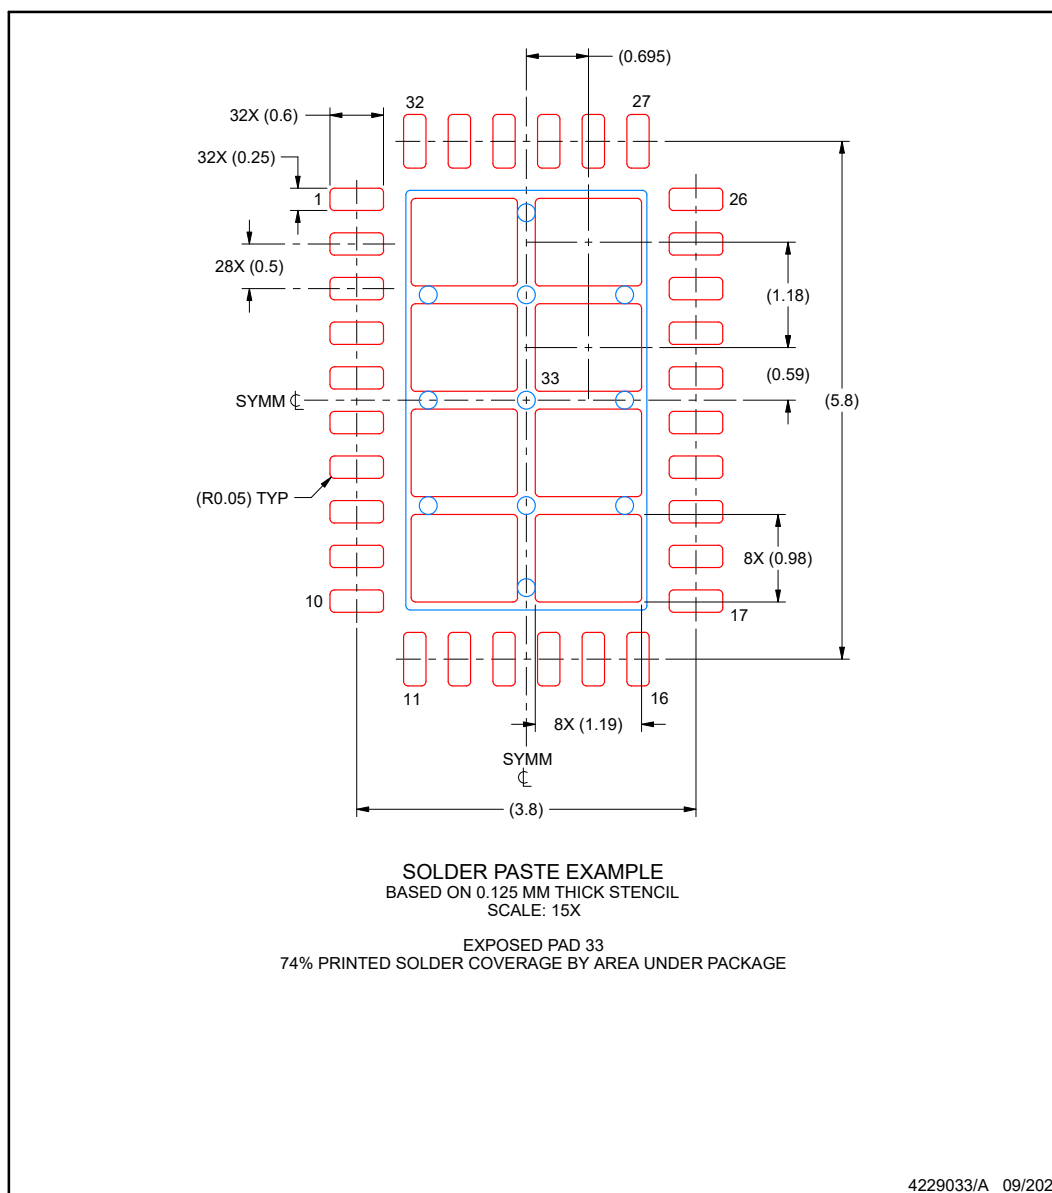 (0.695)
32
27
32X (0.6)
32X (0.25)
1
26
28X (0.5)
(1.18)
33
(0.59)
SYMM ℄
(5.8)
(R0.05) TYP
8X (0.98)
10
17
11
16
8X (1.19)
SYMM
℄
(3.8)
SOLDER PASTE EXAMPLE
BASED ON 0.125 MM THICK STENCIL
SCALE: 15X
EXPOSED PAD 33
74% PRINTED SOLDER COVERAGE BY AREA UNDER PACKAGE
4229033/A 09/202